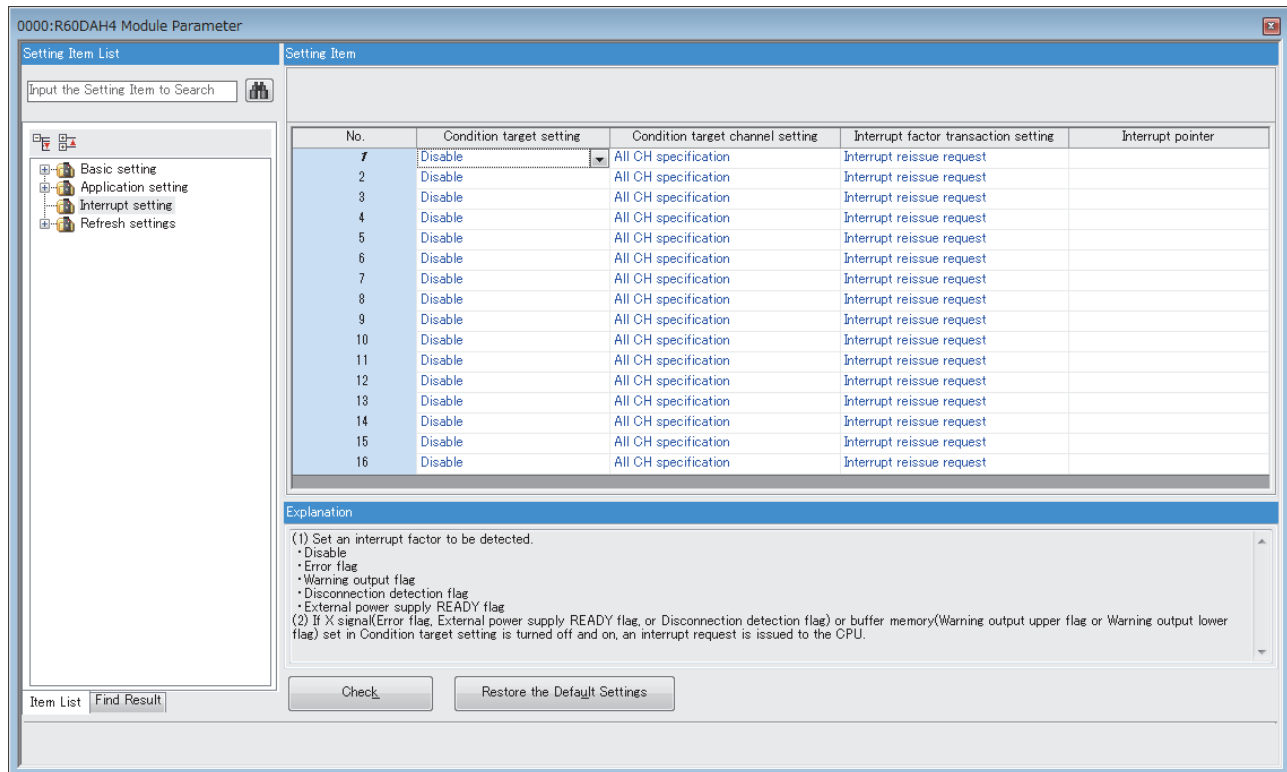 0000:R60DAH4 Module Parameter
Setting Item List
Input the Setting Item to Search
Basic setting
Application setting
Interrupt setting
Refresh settings
Item List Find Result
Setting Item
No. Condition target setting Condition target channel setting Interrupt factor transaction setting Interrupt pointer
1 Disable All CH specification Interrupt reissue request
2 Disable All CH specification Interrupt reissue request
3 Disable All CH specification Interrupt reissue request
4 Disable All CH specification Interrupt reissue request
5 Disable All CH specification Interrupt reissue request
6 Disable All CH specification Interrupt reissue request
7 Disable All CH specification Interrupt reissue request
8 Disable All CH specification Interrupt reissue request
9 Disable All CH specification Interrupt reissue request
10 Disable All CH specification Interrupt reissue request
11 Disable All CH specification Interrupt reissue request
12 Disable All CH specification Interrupt reissue request
13 Disable All CH specification Interrupt reissue request
14 Disable All CH specification Interrupt reissue request
15 Disable All CH specification Interrupt reissue request
16 Disable All CH specification Interrupt reissue request
Explanation
(1) Set an interrupt factor to be detected.
・Disable
・Error flag
・Warning output flag
・Disconnection detection flag
・External power supply READY flag
(2) If X signal(Error flag, External power supply READY flag, or Disconnection detection flag) or buffer memory(Warning output upper flag or Warning output lower
flag) set in Condition target setting is turned off and on, an interrupt request is issued to the CPU.
Check Restore the Default Settings